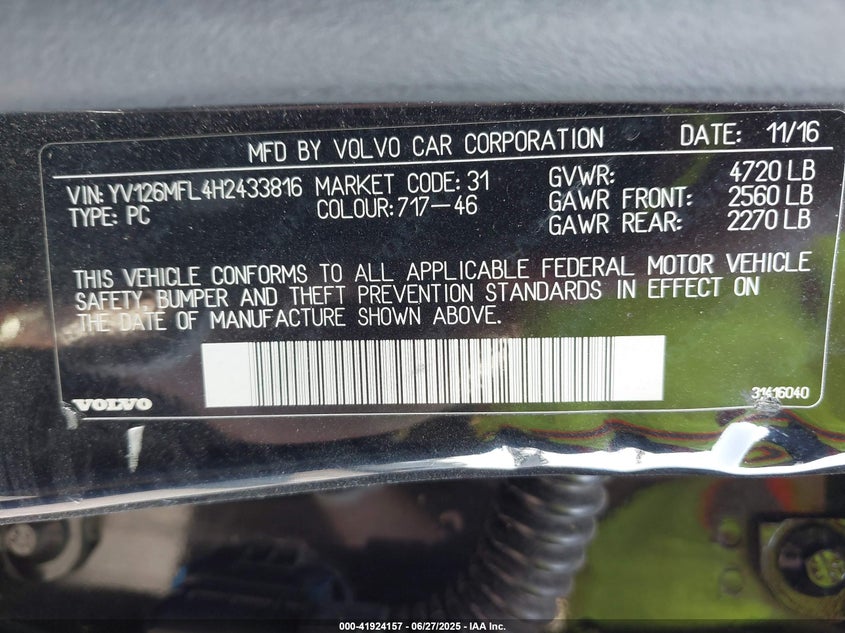 MFD BY VOLVO CAR CORPORATION DATE: 11/16
VIN: YV126MFL4H2433816 MARKET CODE: 31 GVWR: 4720 LB
TYPE: PC COLOUR: 717-46 GAWR FRONT: 2560 LB
GAWR REAR: 2270 LB
THIS VEHICLE CONFORMS TO ALL APPLICABLE FEDERAL MOTOR VEHICLE
SAFETY, BUMPER AND THEFT PREVENTION STANDARDS IN EFFECT ON
THE DATE OF MANUFACTURE SHOWN ABOVE.
VOLVO 31416040
000-41924157 - 06/27/2025 - IAA Inc.